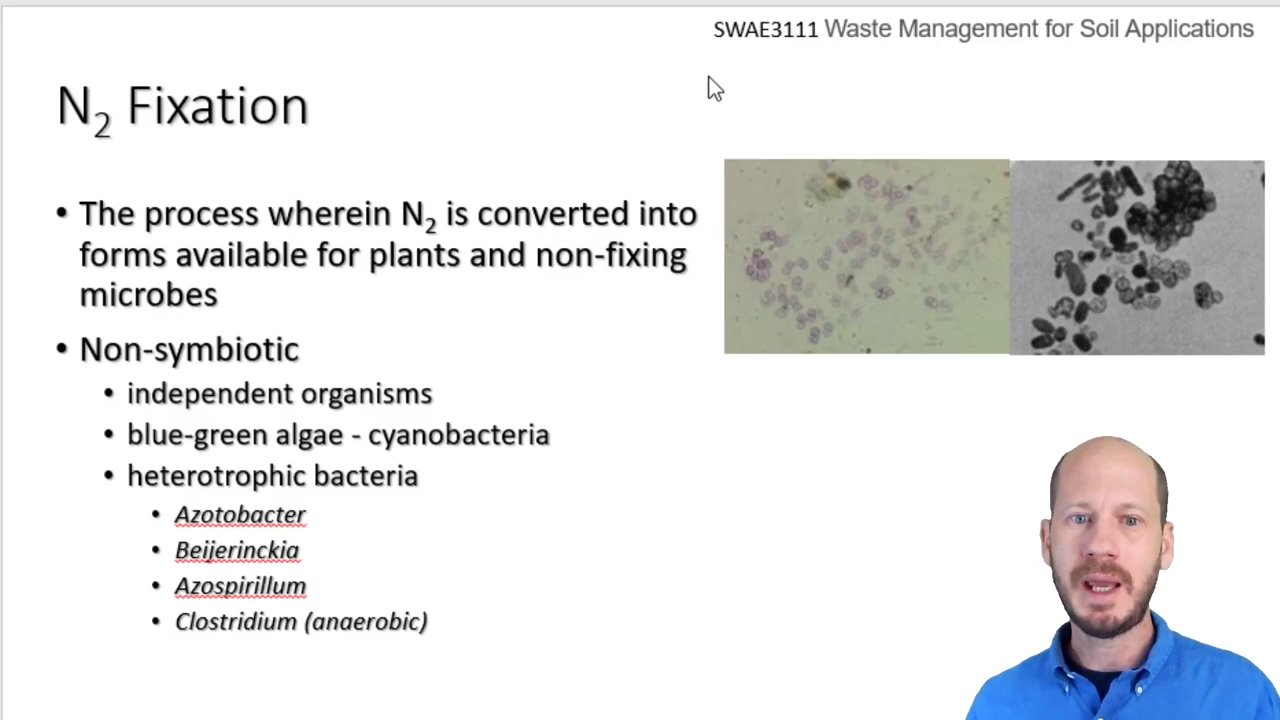 SWAE3111 Waste Management for Soil Applications
N₂ Fixation
• The process wherein N₂ is converted into
forms available for plants and non-fixing
microbes
• Non-symbiotic
• independent organisms
• blue-green algae - cyanobacteria
• heterotrophic bacteria
• Azotobacter
• Beijerinckia
• Azospirillum
• Clostridium (anaerobic)